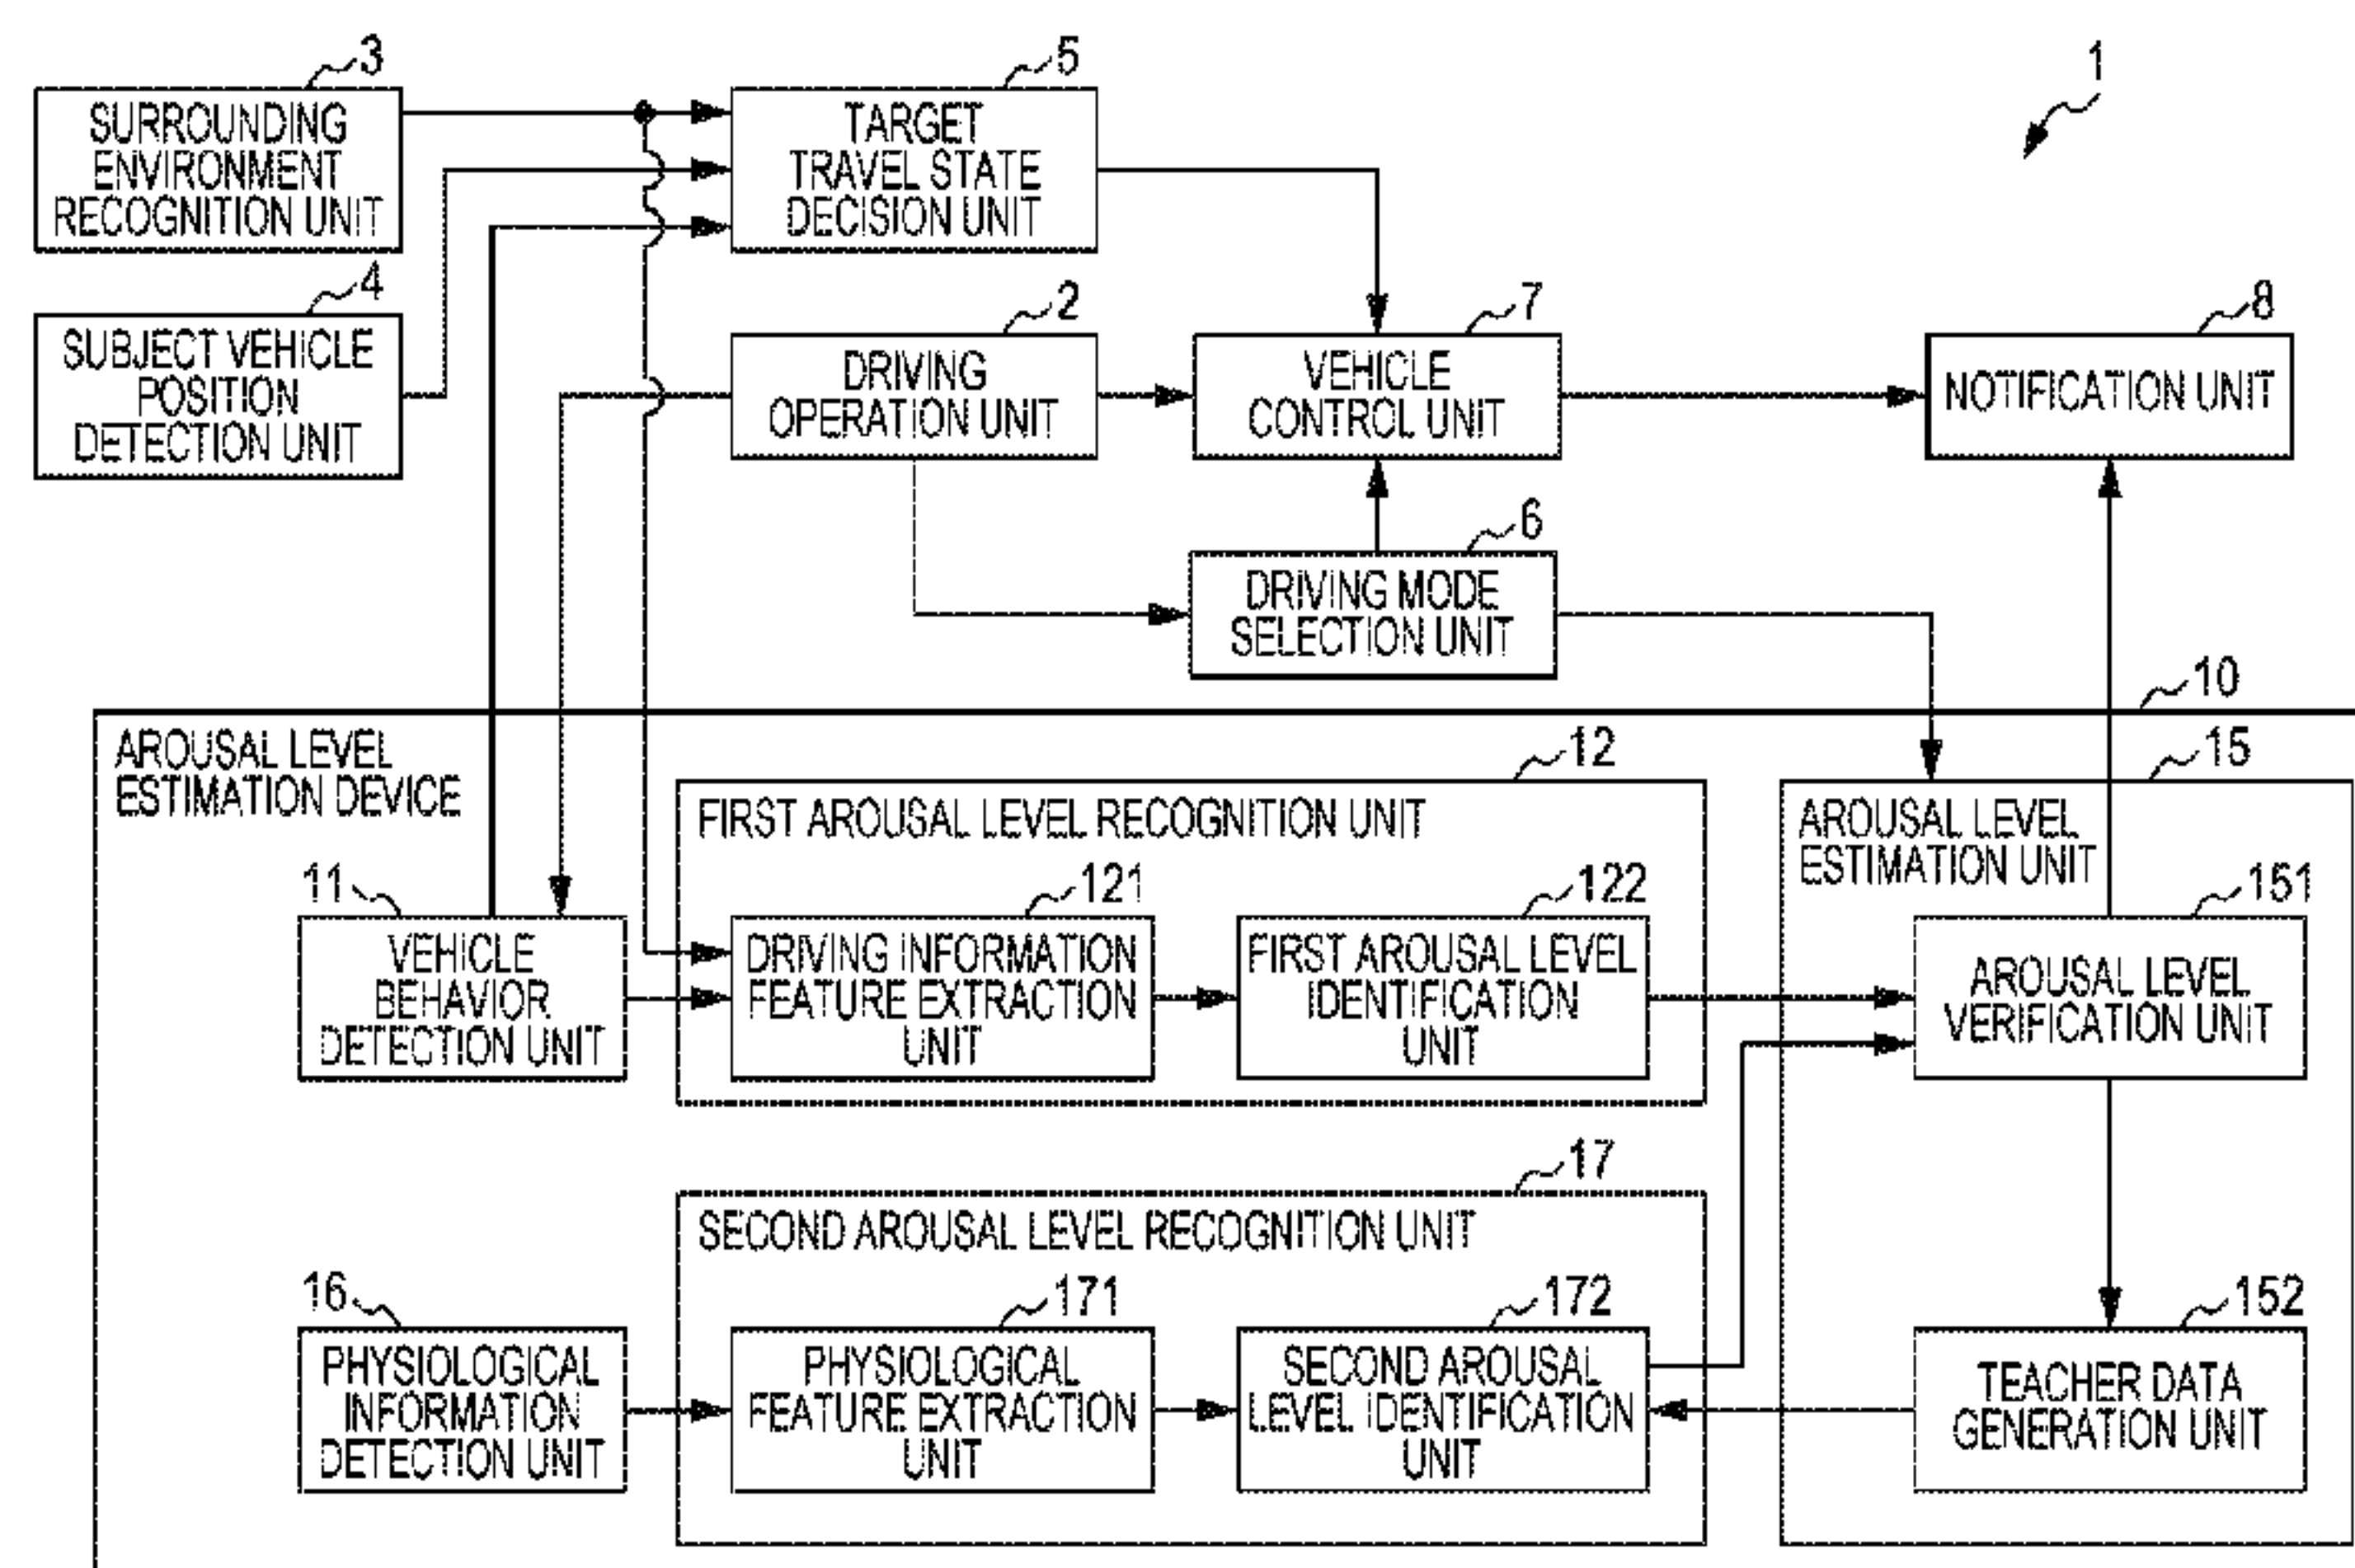 3
SURROUNDING
ENVIRONMENT
RECOGNITION UNIT
5
TARGET
TRAVEL STATE
DECISION UNIT
1
4
SUBJECT VEHICLE
POSITION
DETECTION UNIT
2
DRIVING
OPERATION UNIT
7
VEHICLE
CONTROL UNIT
8
NOTIFICATION UNIT
6
DRIVING MODE
SELECTION UNIT
10
AROUSAL LEVEL
ESTIMATION DEVICE
12
FIRST AROUSAL LEVEL RECOGNITION UNIT
15
AROUSAL LEVEL
ESTIMATION UNIT
11
VEHICLE
BEHAVIOR
DETECTION UNIT
121
DRIVING INFORMATION
FEATURE EXTRACTION
UNIT
122
FIRST AROUSAL LEVEL
IDENTIFICATION
UNIT
151
AROUSAL LEVEL
VERIFICATION UNIT
17
SECOND AROUSAL LEVEL RECOGNITION UNIT
16
PHYSIOLOGICAL
INFORMATION
DETECTION UNIT
171
PHYSIOLOGICAL
FEATURE EXTRACTION
UNIT
172
SECOND AROUSAL
LEVEL IDENTIFICATION
UNIT
152
TEACHER DATA
GENERATION UNIT